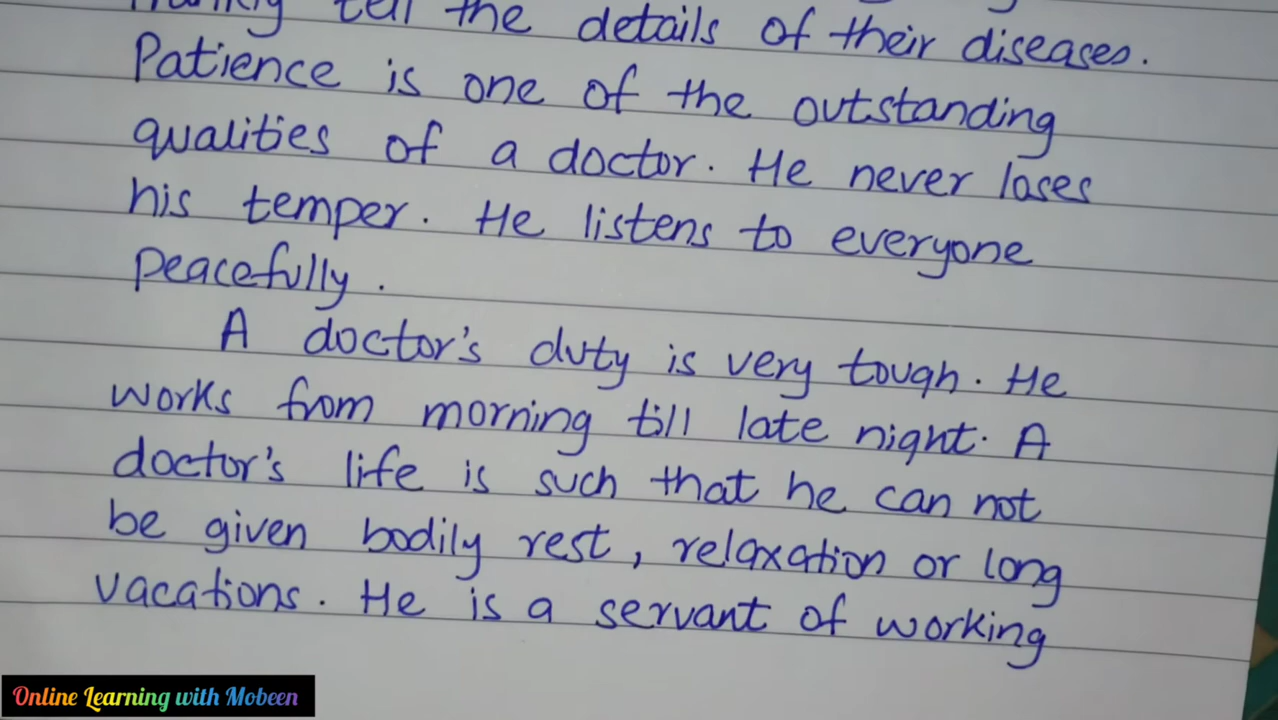 frankly tell the details of their diseases.
Patience is one of the outstanding
qualities of a doctor. He never loses
his temper. He listens to everyone
peacefully.
A doctor's duty is very tough. He
works from morning till late night. A
doctor's life is such that he can not
be given bodily rest, relaxation or long
vacations. He is a servant of working
Online Learning with Mobeen